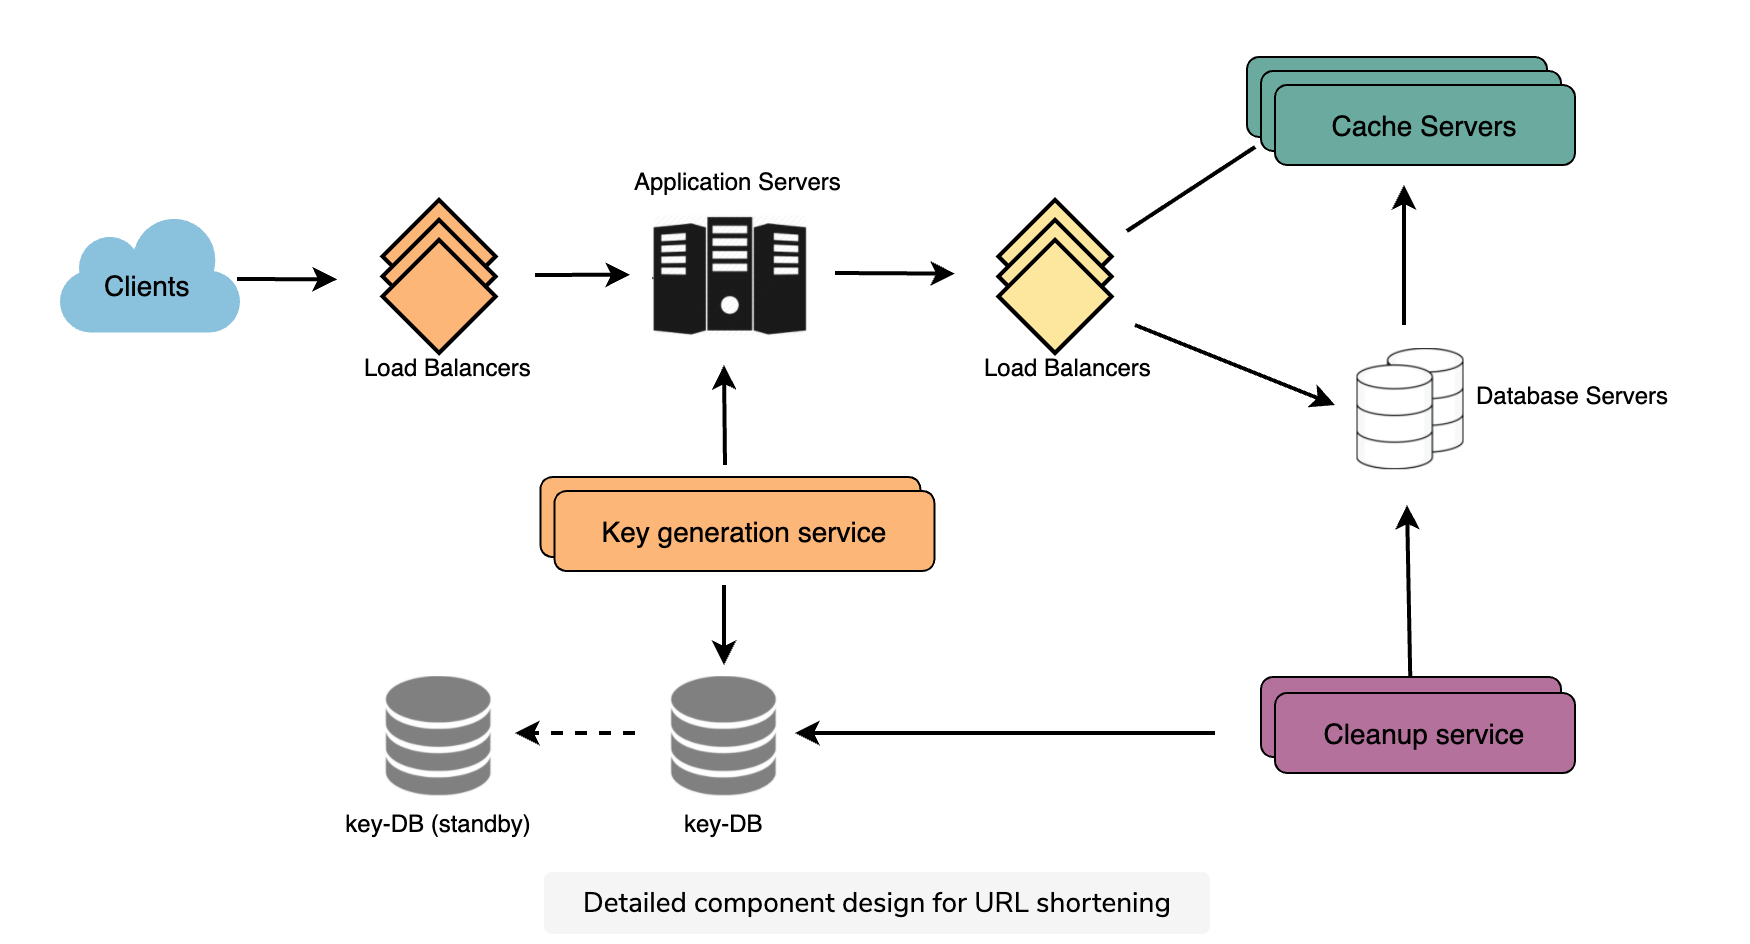 Cache Servers
Application Servers
Clients
Load Balancers
Load Balancers
Database Servers
Key generation service
Cleanup service
key-DB (standby)
key-DB
Detailed component design for URL shortening